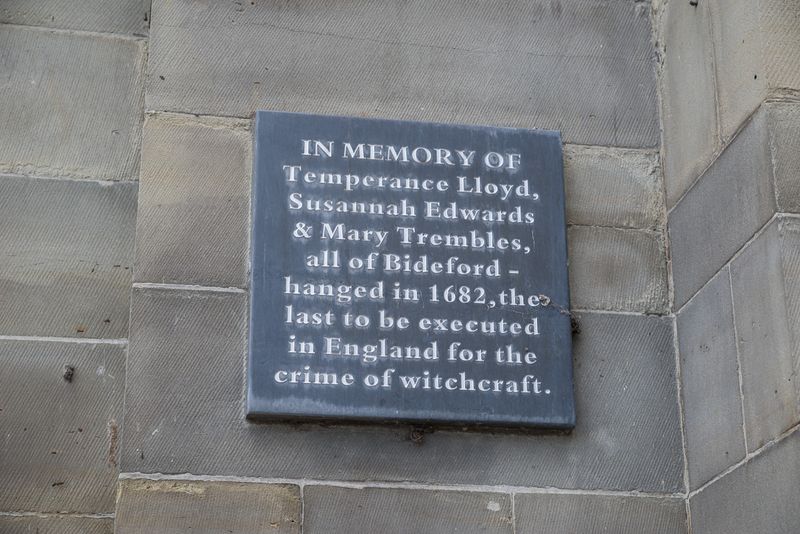 IN MEMORY OF
Temperance Lloyd,
Susannah Edwards
& Mary Trembles,
all of Bideford -
hanged in 1682,the
last to be executed
in England for the
crime of witchcraft.